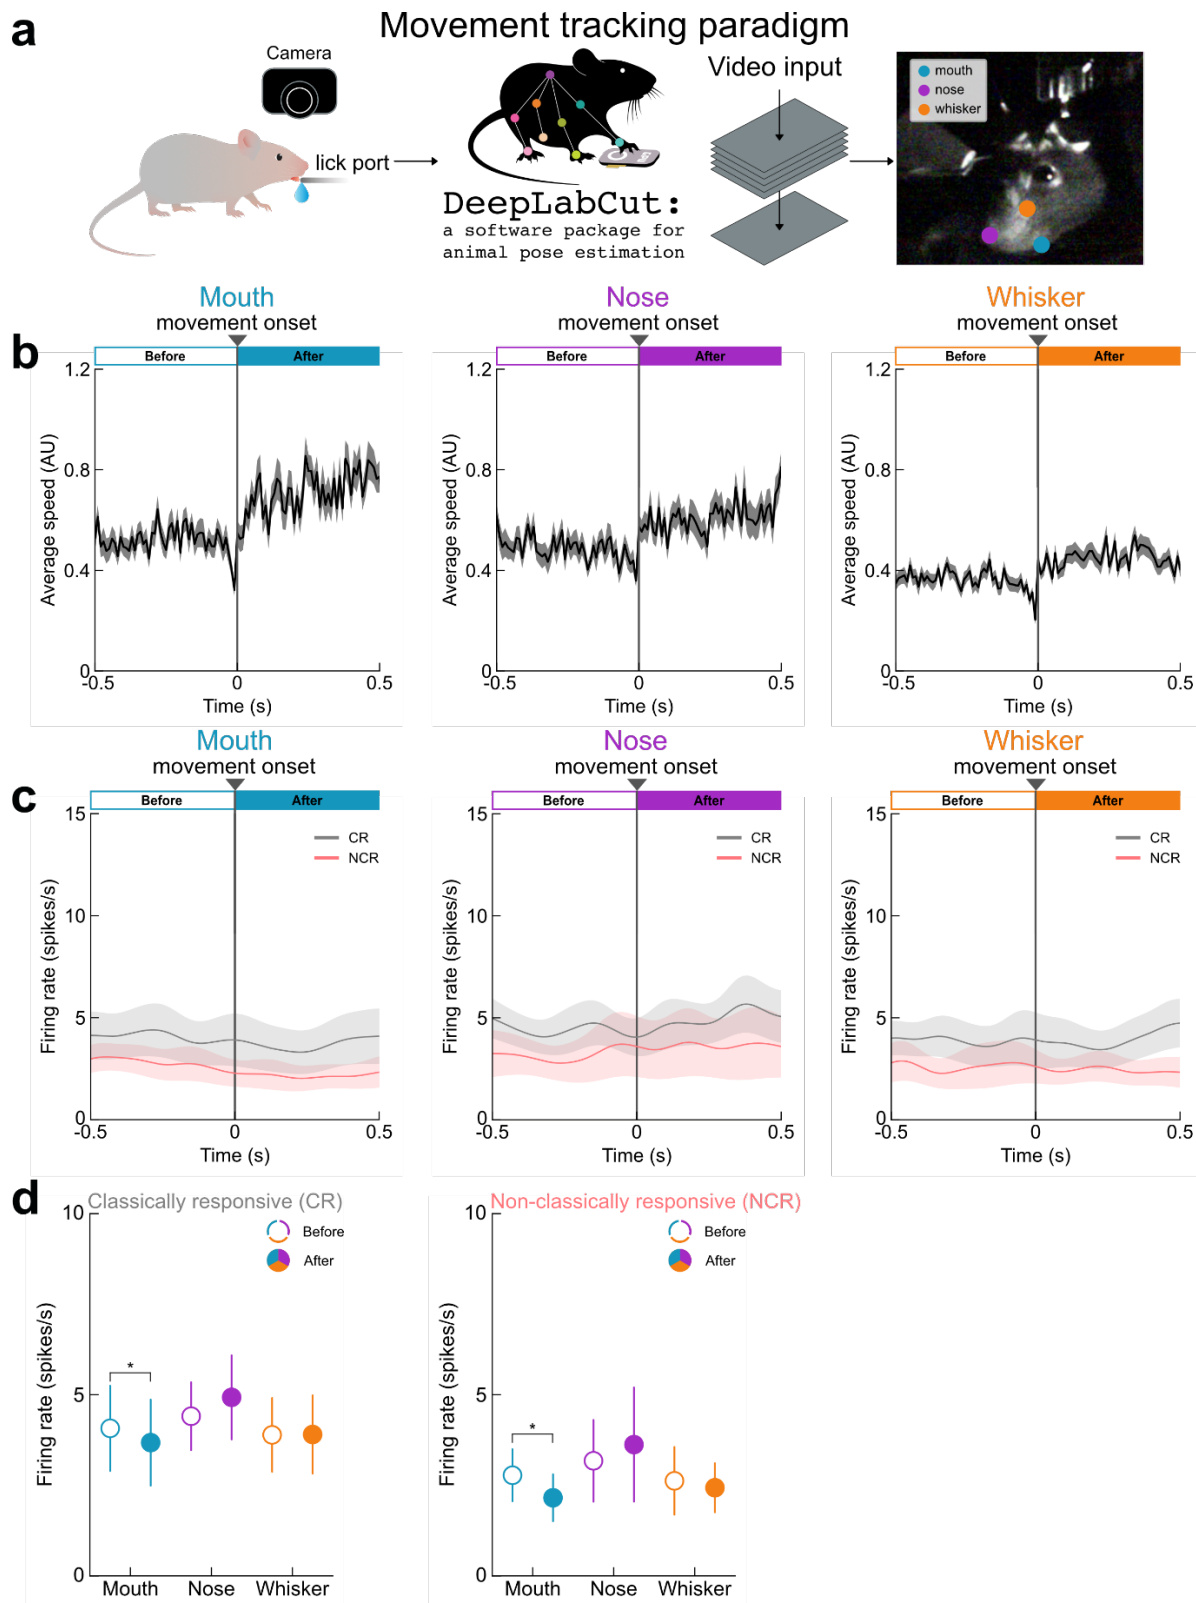 a
Movement tracking paradigm
Camera
lick port
DeepLabCut:
a software package for
animal pose estimation
Video input
mouth
nose
whisker
b
Mouth
movement onset
Before
After
1.2
0.8
0.4
0
Average speed (AU)
-0.5
0
0.5
Time (s)
Nose
movement onset
Before
After
1.2
0.8
0.4
0
Average speed (AU)
-0.5
0
0.5
Time (s)
Whisker
movement onset
Before
After
1.2
0.8
0.4
0
Average speed (AU)
-0.5
0
0.5
Time (s)
c
Mouth
movement onset
Before
After
CR
NCR
15
10
5
0
Firing rate (spikes/s)
-0.5
0
0.5
Time (s)
Nose
movement onset
Before
After
CR
NCR
15
10
5
0
Firing rate (spikes/s)
-0.5
0
0.5
Time (s)
Whisker
movement onset
Before
After
CR
NCR
15
10
5
0
Firing rate (spikes/s)
-0.5
0
0.5
Time (s)
d
Classically responsive (CR)
Before
After
10
5
0
Firing rate (spikes/s)
*
Mouth
Nose
Whisker
Non-classically responsive (NCR)
Before
After
10
5
0
Firing rate (spikes/s)
*
Mouth
Nose
Whisker